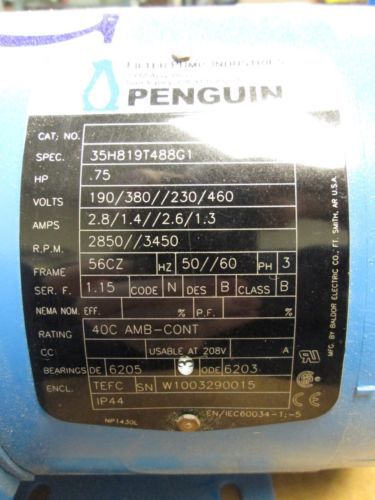 FILTER PUMP INDUSTRIES
PENGUIN
CAT. NO.
SPEC. 35H819T488G1
HP .75
VOLTS 190/380//230/460
AMPS 2.8/1.4//2.6/1.3
R.P.M. 2850//3450
FRAME 56CZ HZ 50//60 PH 3
SER. F. 1.15 CODE N DES B CLASS B
NEMA NOM. EFF. % P.F. %
RATING 40C AMB-CONT
CC USABLE AT 208V A
BEARINGS DE 6205 ODE 6203
ENCL. TEFC SN W1003290015
IP44
NP1430L EN/IEC60034-1;-5
MFG. BY BALDOR ELECTRIC CO., FT. SMITH, AR U.S.A.